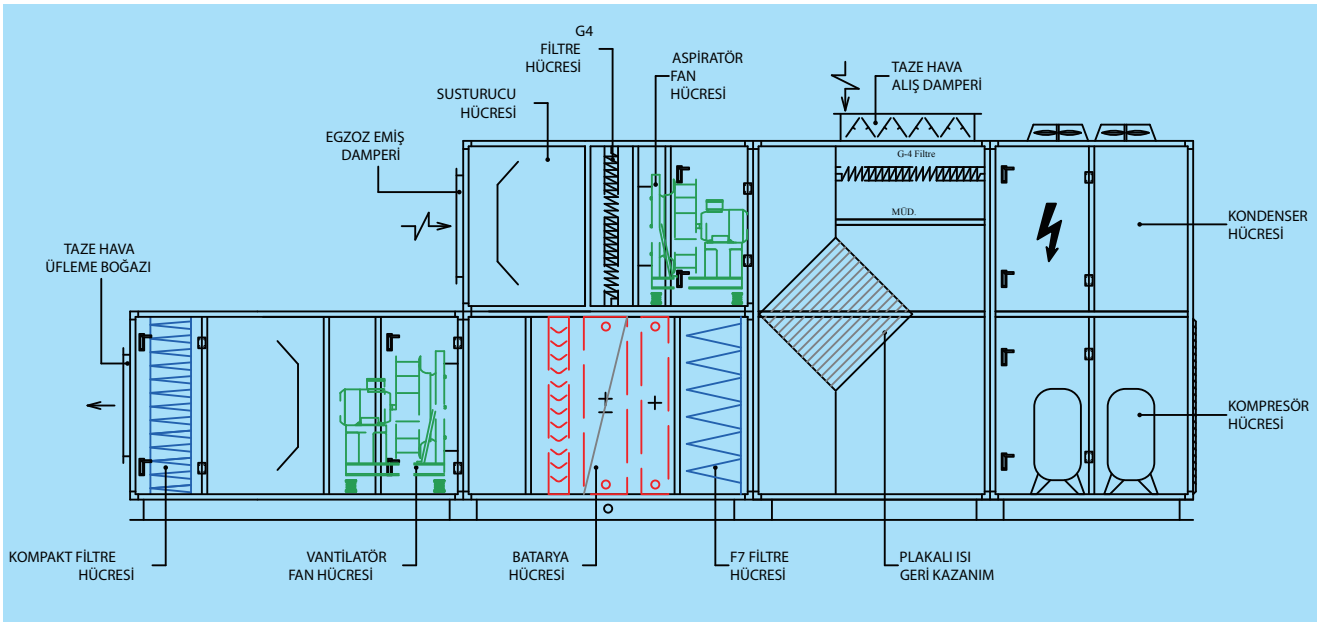 G4
FİLTRE
HÜCRESİ
ASPİRATÖR
FAN
HÜCRESİ
TAZE HAVA
ALIŞ DAMPERİ
SUSTURUCU
HÜCRESİ
EGZOZ EMİŞ
DAMPERİ
G-4 Filtre
MÜD.
KONDENSER
HÜCRESİ
TAZE HAVA
ÜFLEME BOĞAZI
KOMPRESÖR
HÜCRESİ
KOMPAKT FİLTRE
HÜCRESİ
VANTİLATÖR
FAN HÜCRESİ
BATARYA
HÜCRESİ
F7 FİLTRE
HÜCRESİ
PLAKALI ISI
GERİ KAZANIM